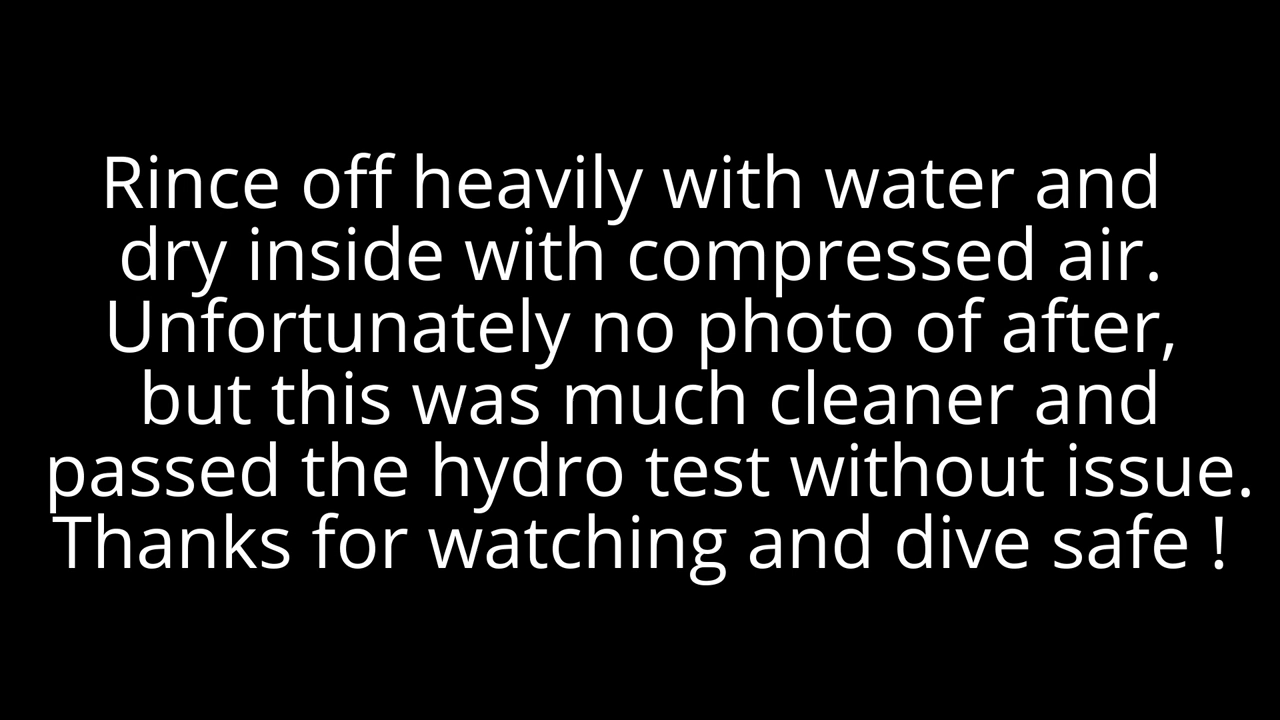 Rince off heavily with water and
dry inside with compressed air.
Unfortunately no photo of after,
but this was much cleaner and
passed the hydro test without issue.
Thanks for watching and dive safe !